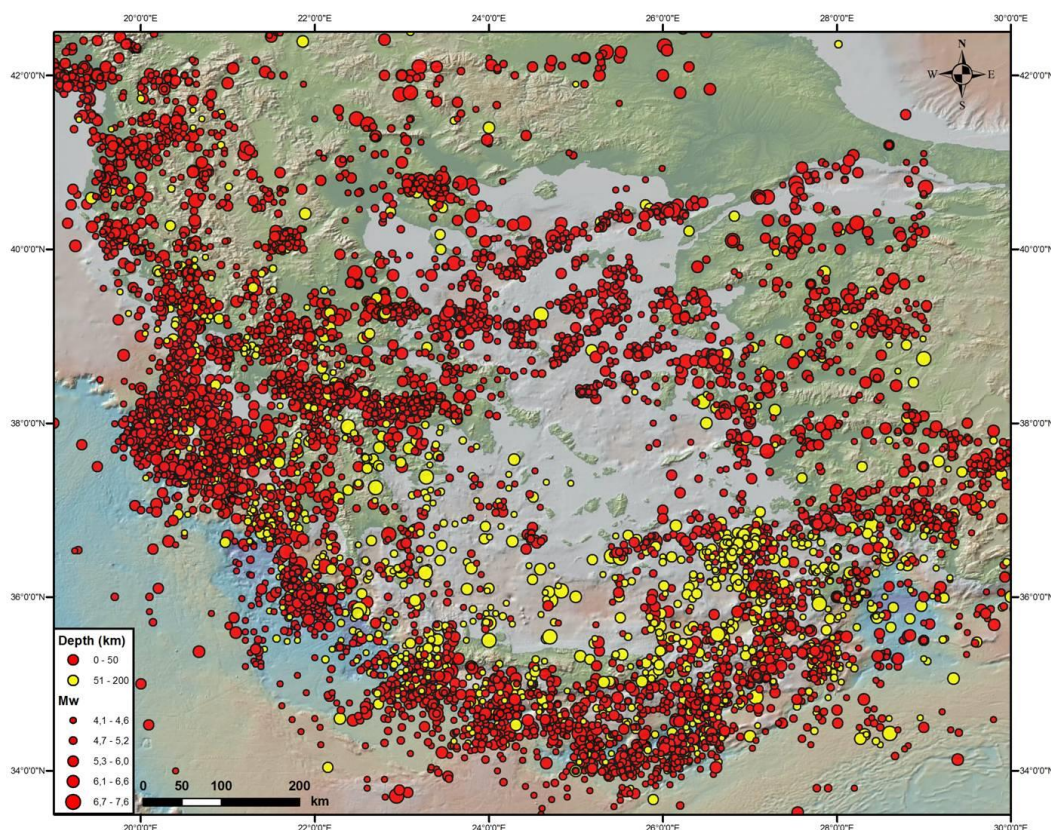 20°0'0"E 22°0'0"E 24°0'0"E 26°0'0"E 28°0'0"E 30°0'0"E
N
W E
S
42°0'0"N 42°0'0"N
40°0'0"N 40°0'0"N
38°0'0"N 38°0'0"N
36°0'0"N 36°0'0"N
34°0'0"N 34°0'0"N
Depth (km)
0 - 50
51 - 200
Mw
4,1 - 4,6
4,7 - 5,2
5,3 - 6,0
6,1 - 6,6
6,7 - 7,6
0 50 100 200
km
20°0'0"E 22°0'0"E 24°0'0"E 26°0'0"E 28°0'0"E 30°0'0"E